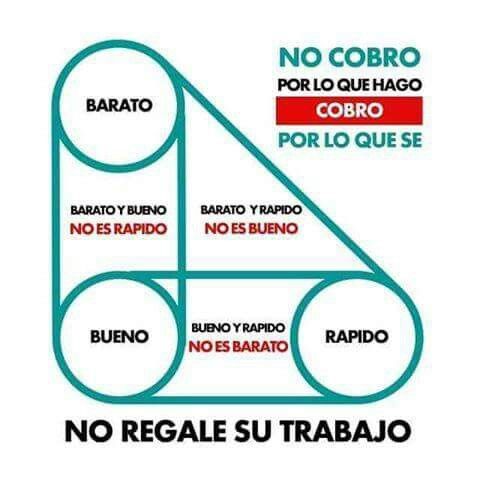 NO COBRO
POR LO QUE HAGO
COBRO
POR LO QUE SE
BARATO
BARATO Y BUENO
NO ES RAPIDO
BARATO Y RAPIDO
NO ES BUENO
BUENO
BUENO Y RAPIDO
NO ES BARATO
RAPIDO
NO REGALE SU TRABAJO